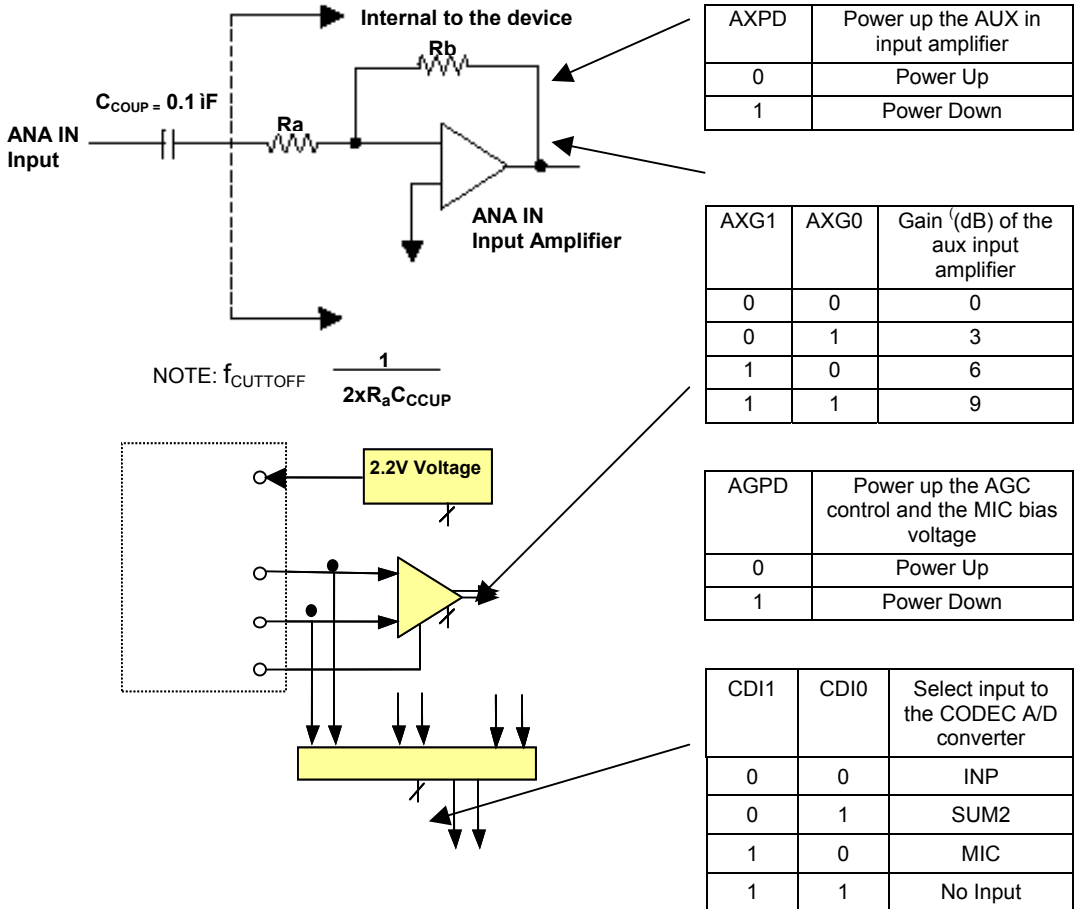 Internal to the device
Rb
C_COUP = 0.1 ìF
Ra
ANA IN
Input
ANA IN
Input Amplifier
NOTE: f_CUTTOFF 1
2xR_aC_CCUP
2.2V Voltage
AXPD Power up the AUX in
input amplifier
0 Power Up
1 Power Down
AXG1 AXG0 Gain ⁽(dB) of the
aux input
amplifier
0 0 0
0 1 3
1 0 6
1 1 9
AGPD Power up the AGC
control and the MIC bias
voltage
0 Power Up
1 Power Down
CDI1 CDI0 Select input to
the CODEC A/D
converter
0 0 INP
0 1 SUM2
1 0 MIC
1 1 No Input